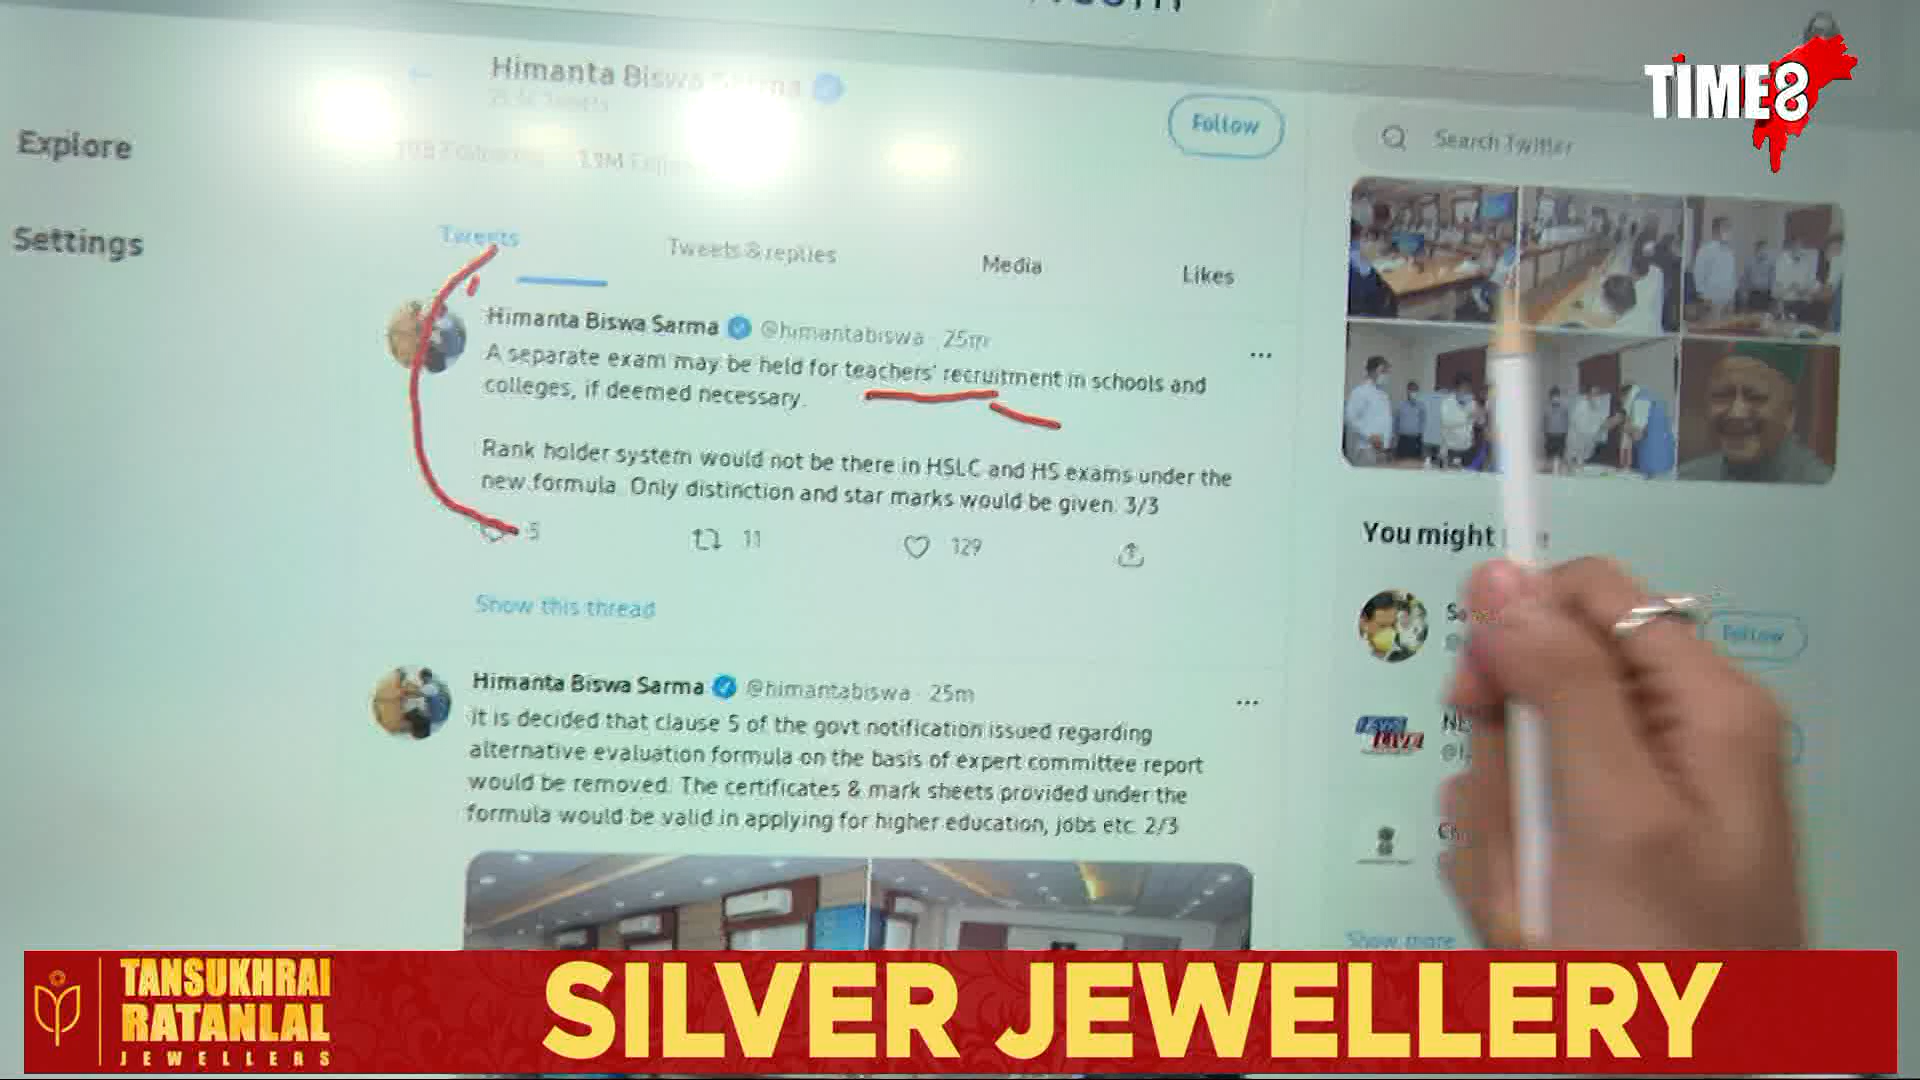 TIME8
Himanta Biswa Sarma
Follow
Search Twitter
Explore
Settings
Tweets
Tweets & replies
Media
Likes
Himanta Biswa Sarma @himantabiswa · 25m
A separate exam may be held for teachers' recruitment in schools and
colleges, if deemed necessary.
Rank holder system would not be there in HSLC and HS exams under the
new formula. Only distinction and star marks would be given. 3/3
5
11
129
Show this thread
Himanta Biswa Sarma @himantabiswa · 25m
It is decided that clause 5 of the govt notification issued regarding
alternative evaluation formula on the basis of expert committee report
would be removed. The certificates & mark sheets provided under the
formula would be valid in applying for higher education, jobs etc. 2/3
You might
Follow
Show more
TANSUKHRAI
RATANLAL
JEWELLERS
SILVER JEWELLERY